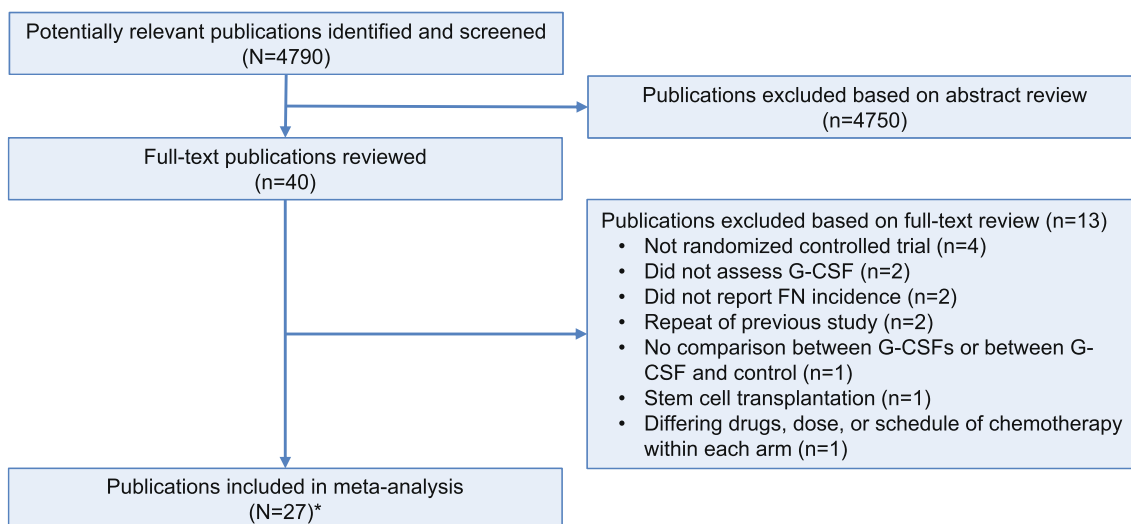 Potentially relevant publications identified and screened
(N=4790)
Publications excluded based on abstract review
(n=4750)
Full-text publications reviewed
(n=40)
Publications excluded based on full-text review (n=13)
• Not randomized controlled trial (n=4)
• Did not assess G-CSF (n=2)
• Did not report FN incidence (n=2)
• Repeat of previous study (n=2)
• No comparison between G-CSFs or between G-
CSF and control (n=1)
• Stem cell transplantation (n=1)
• Differing drugs, dose, or schedule of chemotherapy
within each arm (n=1)
Publications included in meta-analysis
(N=27)*